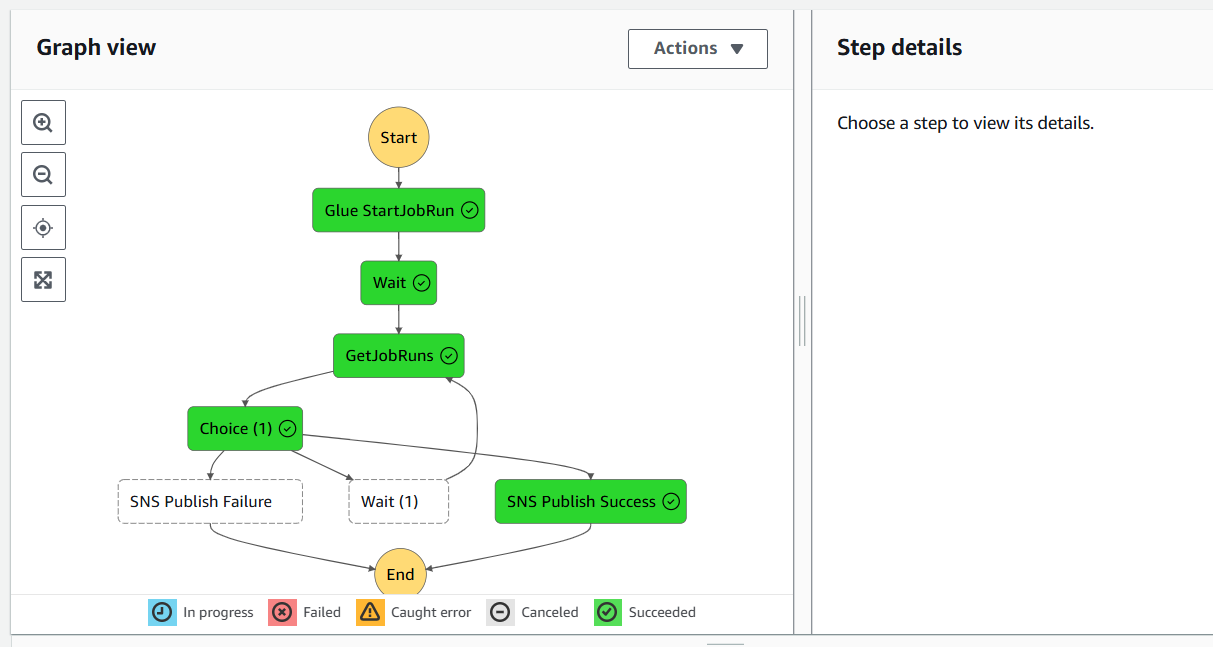 Graph view
Actions
Step details
Choose a step to view its details.
Start
Glue StartJobRun
Wait
GetJobRuns
Choice (1)
SNS Publish Failure
Wait (1)
SNS Publish Success
End
In progress
Failed
Caught error
Canceled
Succeeded